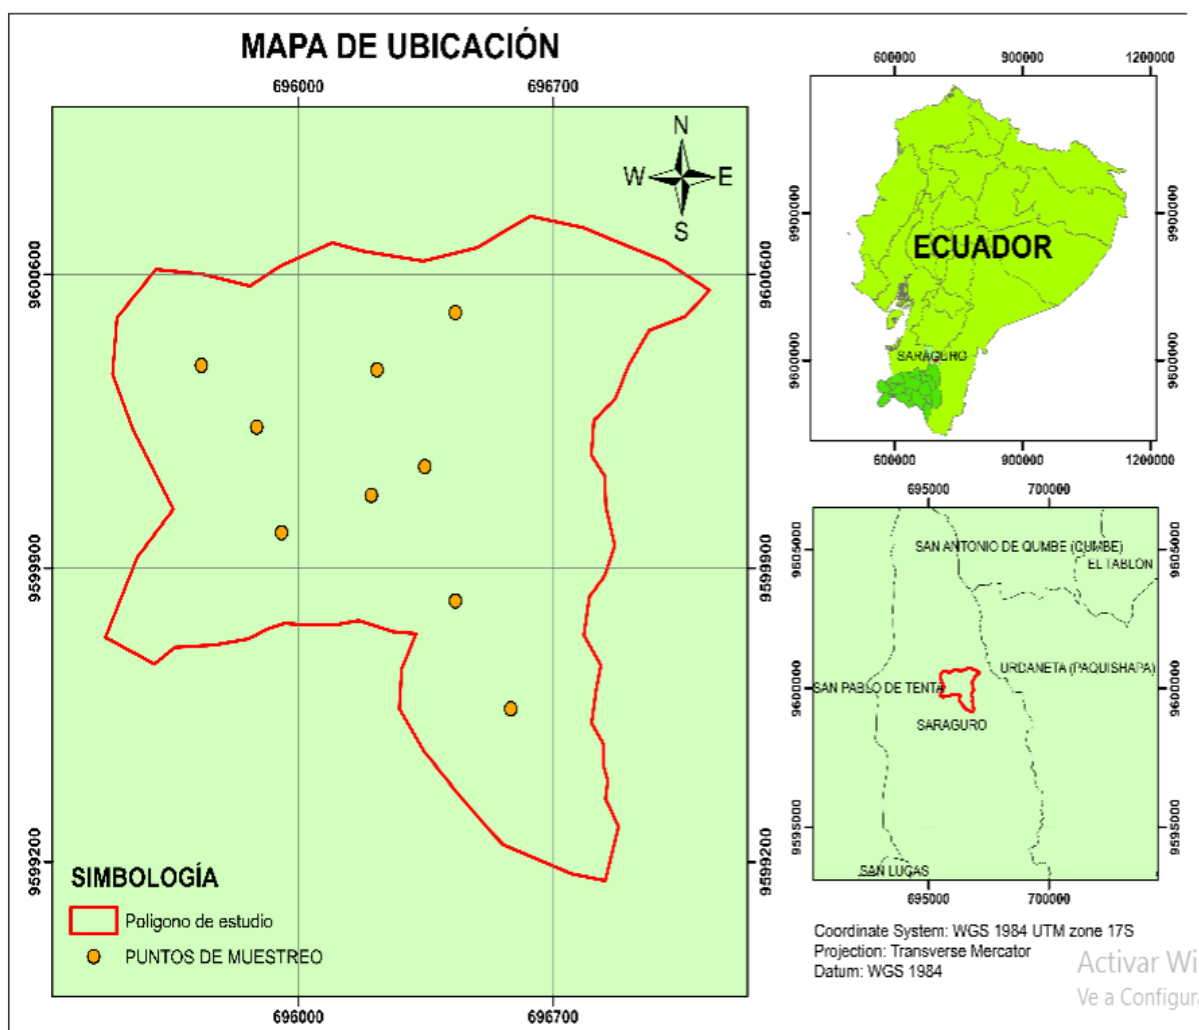 MAPA DE UBICACIÓN
696000 696700
N
W E
S
9600600 9600600
9599900 9599900
9599200 9599200
SIMBOLOGÍA
Poligono de estudio
PUNTOS DE MUESTREO
696000 696700
600000 900000 1200000
9900000 9900000
ECUADOR
SARAGURO
9600000 9600000
600000 900000 1200000
695000 700000
9605000 9605000
SAN ANTONIO DE QUMBE (CUMBE)
EL TABLON
URDANETA (PAQUISHAPA)
9600000 9600000
SAN PABLO DE TENTA
SARAGURO
9595000 9595000
SAN LUCAS
695000 700000
Coordinate System: WGS 1984 UTM zone 17S
Projection: Transverse Mercator
Datum: WGS 1984
Activar Wi
Ve a Configura